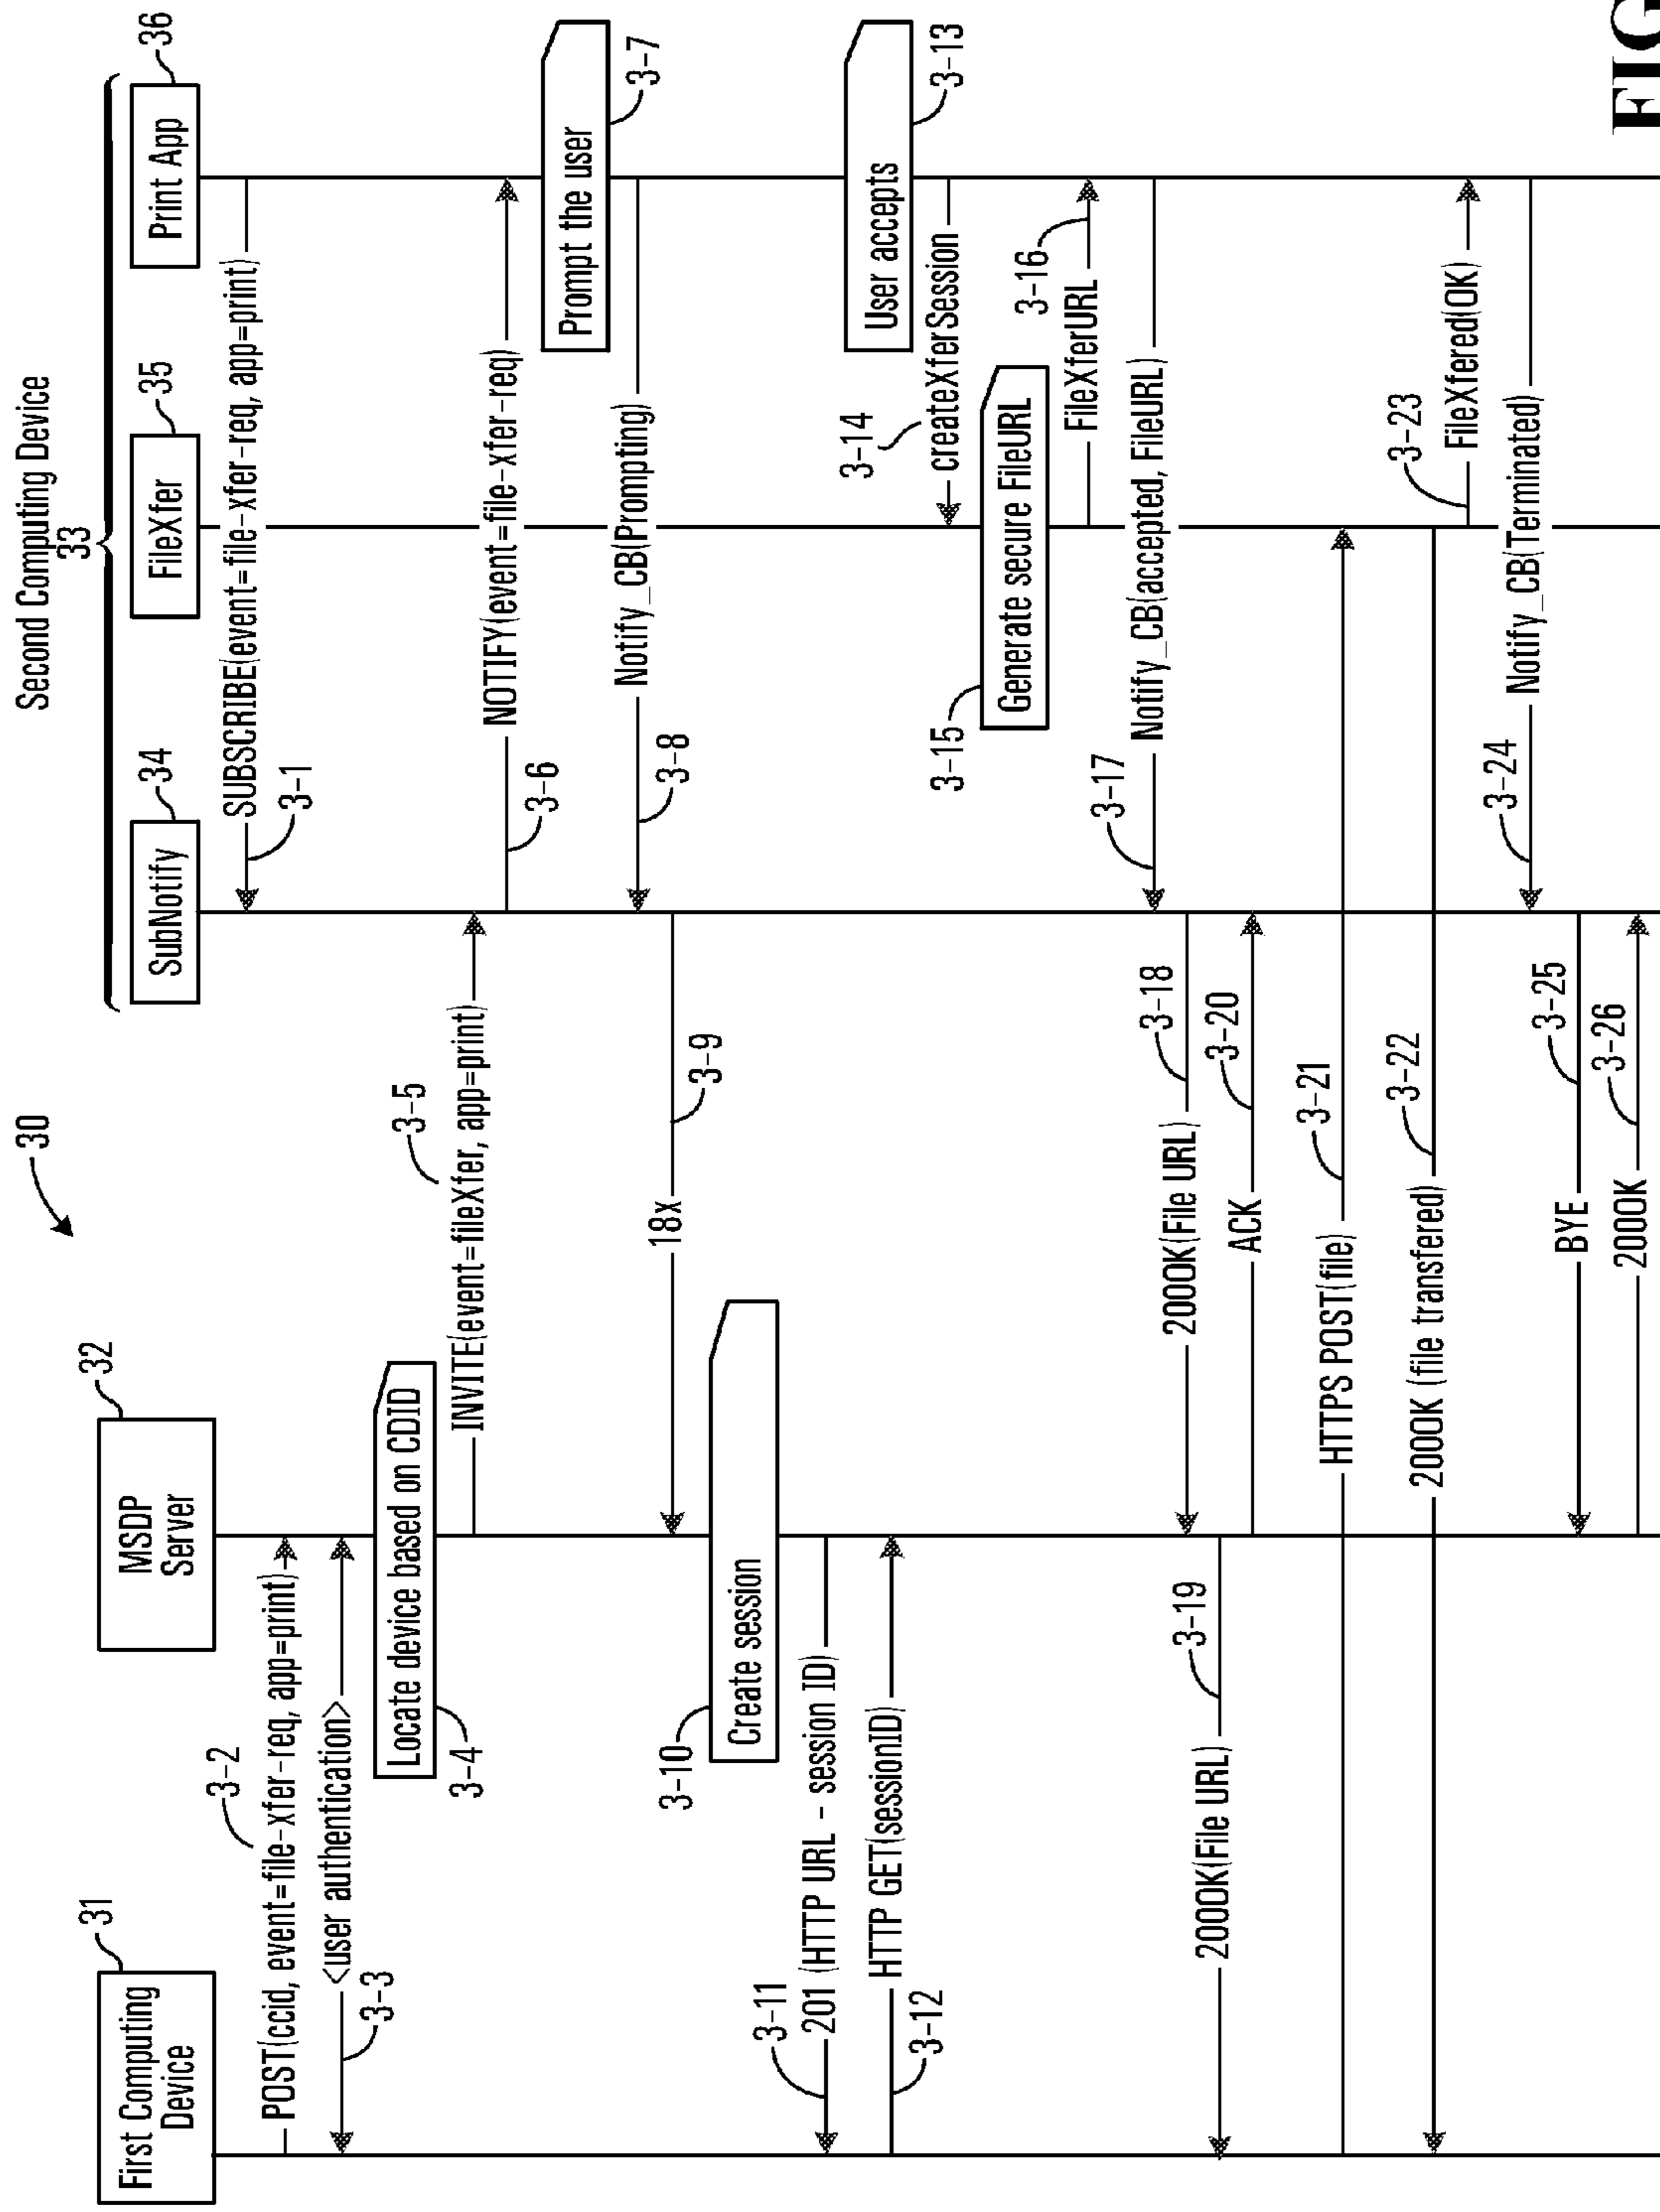 30
Second Computing Device
33
First Computing
Device
31
MSDP
Server
32
SubNotify
34
FileXfer
35
Print App
36
SUBSCRIBE(event=file-xfer-req, app=print)
3-1
3-2
POST(ccid, event=file-xfer-req, app=print)
<user authentication>
3-3
Locate device based on CDID
3-4
3-5
INVITE(event=fileXfer, app=print)
NOTIFY(event=file-xfer-req)
3-6
Prompt the user
3-7
Notify_CB(Prompting)
3-8
18x
3-9
3-10
Create session
3-11
201 (HTTP URL - session ID)
HTTP GET(sessionID)
3-12
User accepts
3-13
3-14
createXferSession
Generate secure FileURL
3-15
3-16
FileXferURL
3-17
Notify_CB(accepted, FileURL)
3-18
200OK(File URL)
3-19
200OK(File URL)
3-20
ACK
3-21
HTTPS POST(file)
3-22
200OK (file transfered)
3-23
FileXfered(OK)
3-24
Notify_CB(Terminated)
3-25
BYE
3-26
200OK
FIG